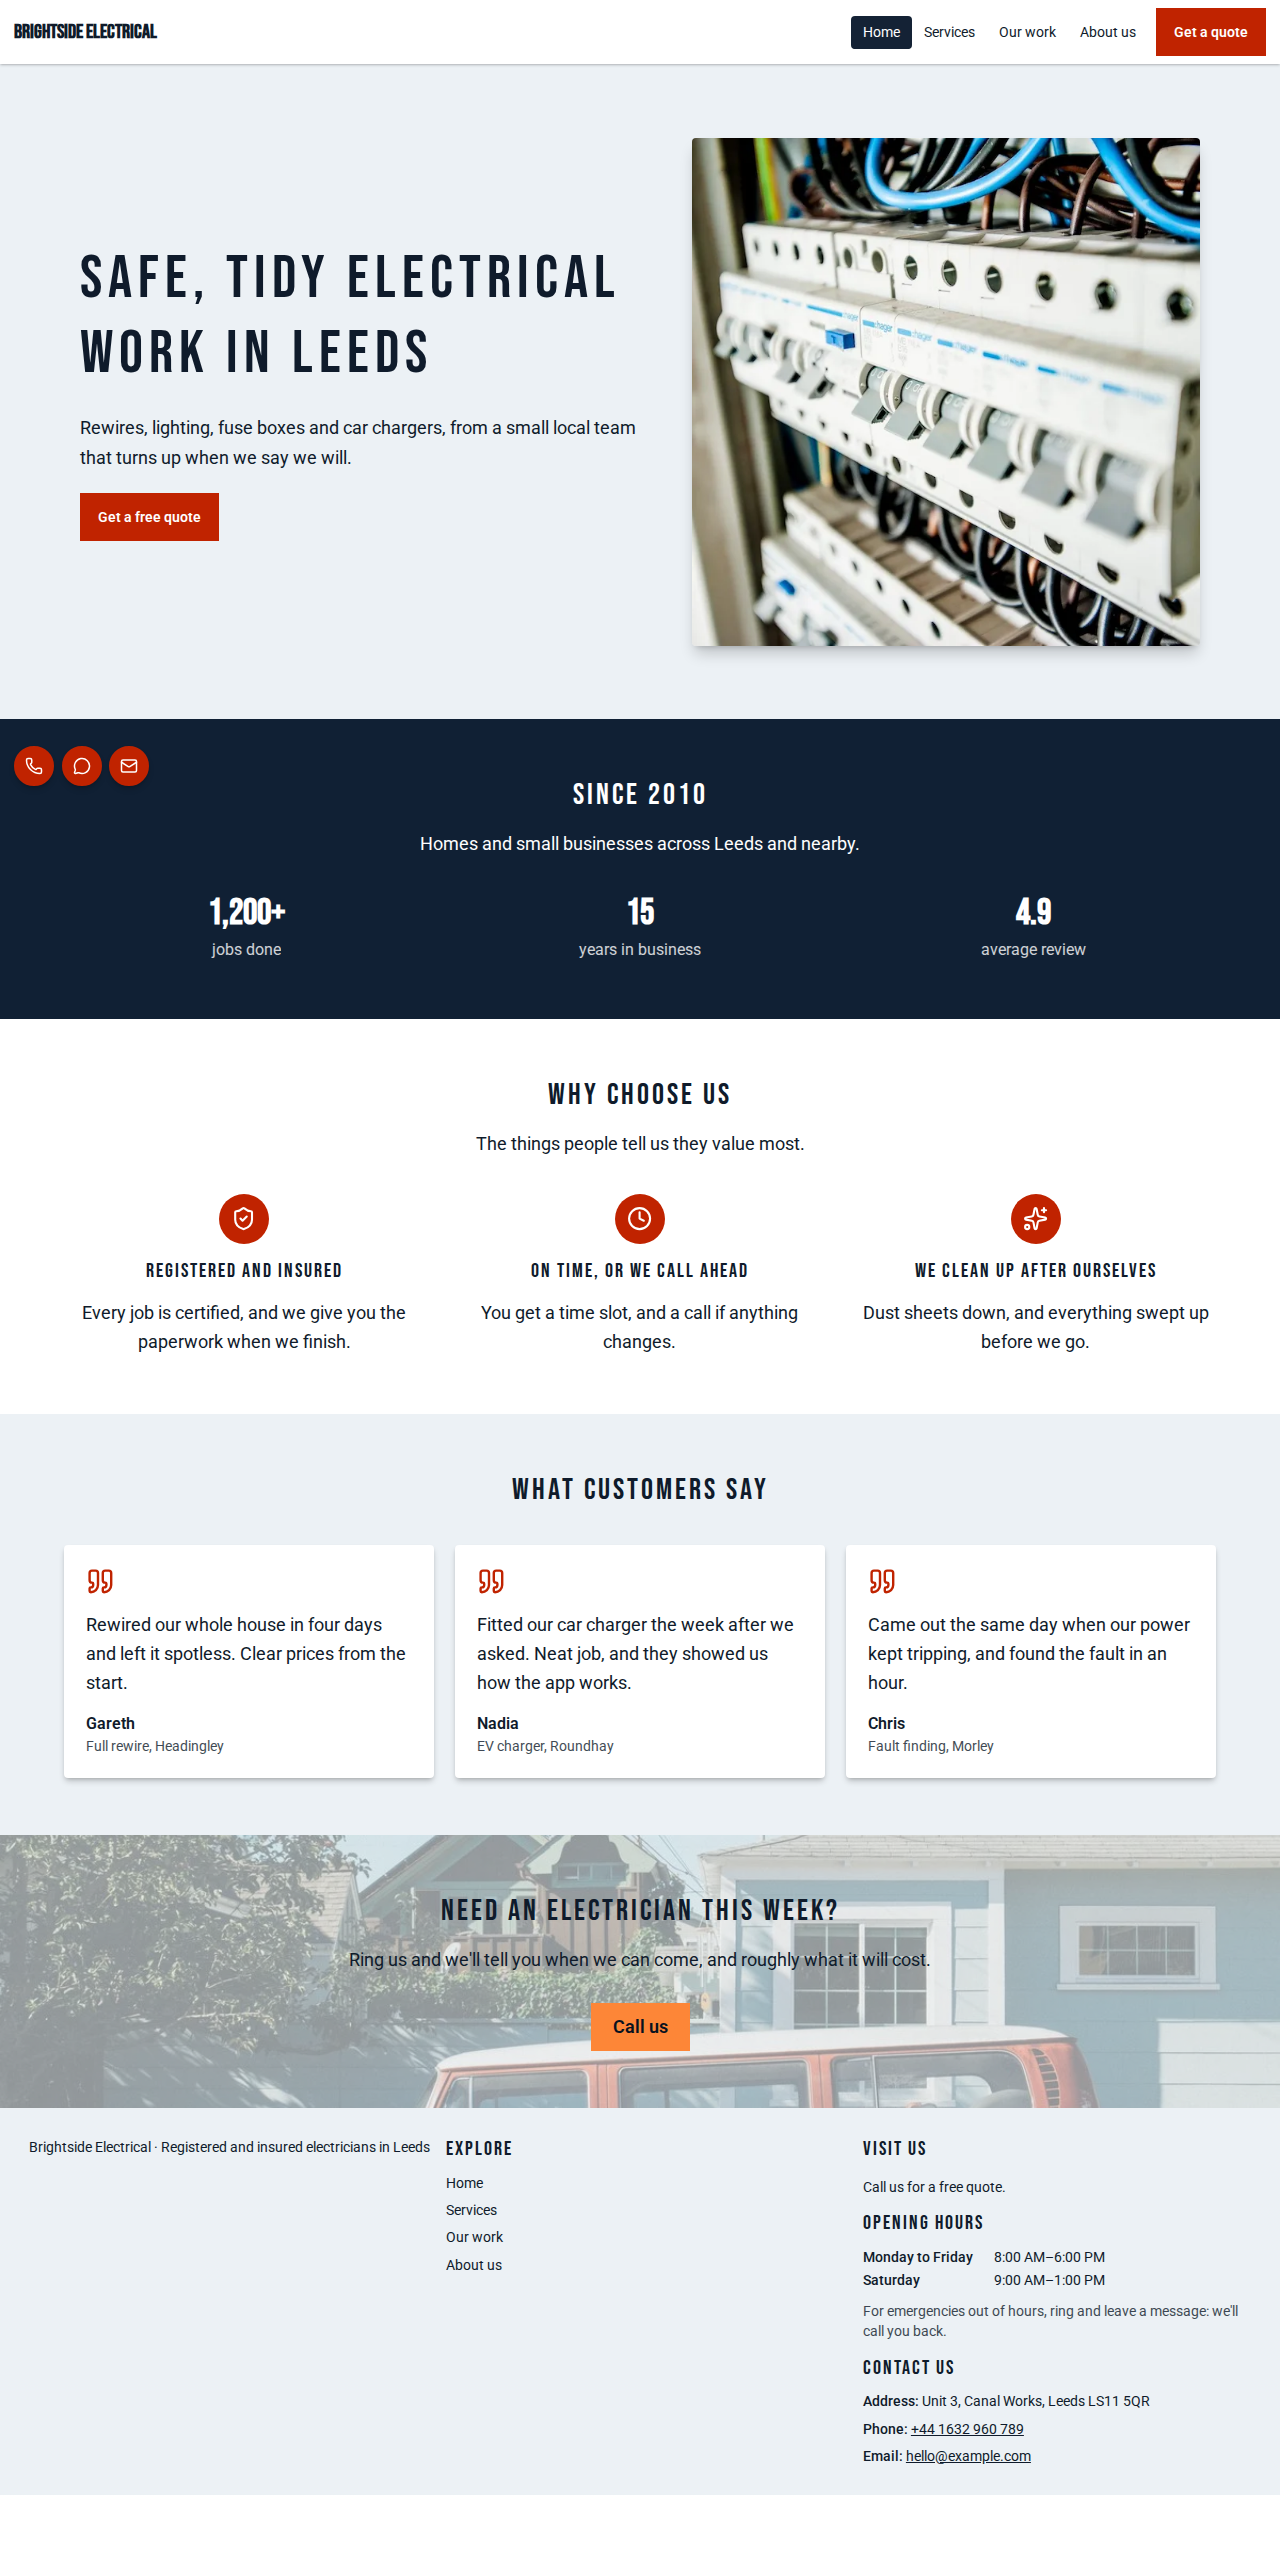 BRIGHTSIDE ELECTRICAL
Home
Services
Our work
About us
Get a quote
SAFE, TIDY ELECTRICAL
WORK IN LEEDS
Rewires, lighting, fuse boxes and car chargers, from a small local team
that turns up when we say we will.
Get a free quote
SINCE 2010
Homes and small businesses across Leeds and nearby.
1,200+
jobs done
15
years in business
4.9
average review
WHY CHOOSE US
The things people tell us they value most.
REGISTERED AND INSURED
Every job is certified, and we give you the
paperwork when we finish.
ON TIME, OR WE CALL AHEAD
You get a time slot, and a call if anything
changes.
WE CLEAN UP AFTER OURSELVES
Dust sheets down, and everything swept up
before we go.
WHAT CUSTOMERS SAY
Rewired our whole house in four days
and left it spotless. Clear prices from the
start.
Gareth
Full rewire, Headingley
Fitted our car charger the week after we
asked. Neat job, and they showed us
how the app works.
Nadia
EV charger, Roundhay
Came out the same day when our power
kept tripping, and found the fault in an
hour.
Chris
Fault finding, Morley
NEED AN ELECTRICIAN THIS WEEK?
Ring us and we'll tell you when we can come, and roughly what it will cost.
Call us
Brightside Electrical · Registered and insured electricians in Leeds
EXPLORE
Home
Services
Our work
About us
VISIT US
Call us for a free quote.
OPENING HOURS
Monday to Friday 8:00 AM–6:00 PM
Saturday 9:00 AM–1:00 PM
For emergencies out of hours, ring and leave a message: we'll
call you back.
CONTACT US
Address: Unit 3, Canal Works, Leeds LS11 5QR
Phone: +44 1632 960 789
Email: hello@example.com